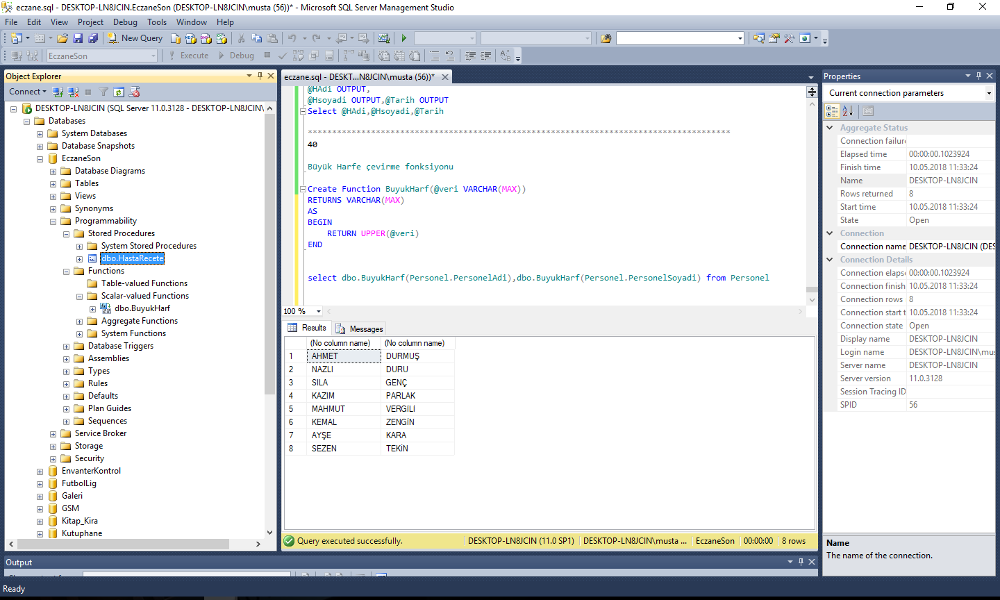 eczane.sql - DESKTOP-LN8JCIN.EczaneSon (DESKTOP-LN8JCIN\musta (56))* - Microsoft SQL Server Management Studio
File Edit View Project Debug Tools Window Help
New Query
EczaneSon Execute Debug
Object Explorer
Connect
DESKTOP-LN8JCIN (SQL Server 11.0.3128 - DESKTOP-LN8JCIN\
Databases
System Databases
Database Snapshots
EczaneSon
Database Diagrams
Tables
Views
Synonyms
Programmability
Stored Procedures
System Stored Procedures
dbo.HastaRecete
Functions
Table-valued Functions
Scalar-valued Functions
dbo.BuyukHarf
Aggregate Functions
System Functions
Database Triggers
Assemblies
Types
Rules
Defaults
Plan Guides
Sequences
Service Broker
Storage
Security
EnvanterKontrol
FutbolLig
Galeri
GSM
Kitap_Kira
Kutuphane
eczane.sql - DESKT...N8JCIN\musta (56))*
@HAdi OUTPUT,
@Hsoyadi OUTPUT,@Tarih OUTPUT
Select @HAdi,@Hsoyadi,@Tarih
***************************************************************************************
40
Büyük Harfe çevirme fonksiyonu
Create Function BuyukHarf(@veri VARCHAR(MAX))
RETURNS VARCHAR(MAX)
AS
BEGIN
RETURN UPPER(@veri)
END
select dbo.BuyukHarf(Personel.PersonelAdi),dbo.BuyukHarf(Personel.PersonelSoyadi) from Personel
100 %
Results Messages
(No column name) (No column name)
1 AHMET DURMUŞ
2 NAZLI DURU
3 SILA GENÇ
4 KAZIM PARLAK
5 MAHMUT VERGİLİ
6 KEMAL ZENGİN
7 AYŞE KARA
8 SEZEN TEKİN
Query executed successfully. DESKTOP-LN8JCIN (11.0 SP1) DESKTOP-LN8JCIN\musta ... EczaneSon 00:00:00 8 rows
Properties
Current connection parameters
Aggregate Status
Connection failure
Elapsed time 00:00:00.1023924
Finish time 10.05.2018 11:33:24
Name DESKTOP-LN8JCIN
Rows returned 8
Start time 10.05.2018 11:33:24
State Open
Connection
Connection name DESKTOP-LN8JCIN (DES
Connection Details
Connection elaps 00:00:00.1023924
Connection finish 10.05.2018 11:33:24
Connection rows 8
Connection start t 10.05.2018 11:33:24
Connection state Open
Display name DESKTOP-LN8JCIN
Login name DESKTOP-LN8JCIN\mus
Server name DESKTOP-LN8JCIN
Server version 11.0.3128
Session Tracing ID
SPID 56
Name
The name of the connection.
Output
Ready